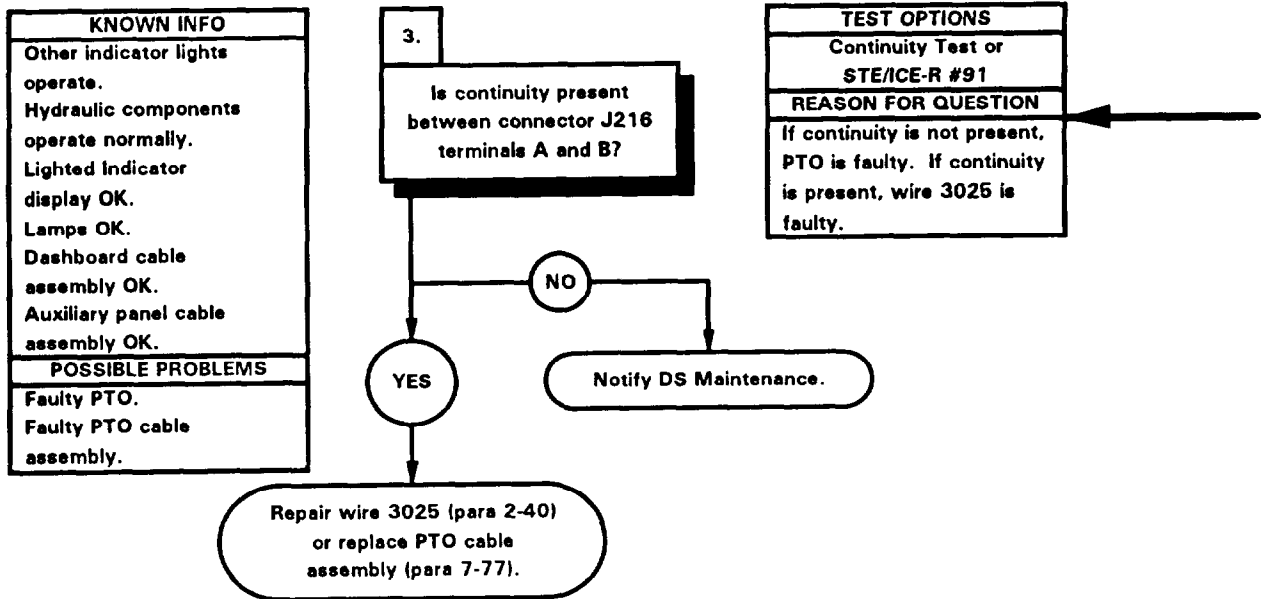 KNOWN INFO
Other indicator lights
operate.
Hydraulic components
operate normally.
Lighted Indicator
display OK.
Lamps OK.
Dashboard cable
assembly OK.
Auxiliary panel cable
assembly OK.
POSSIBLE PROBLEMS
Faulty PTO.
Faulty PTO cable
assembly.
3.
Is continuity present
between connector J216
terminals A and B?
NO
YES
Notify DS Maintenance.
Repair wire 3025 (para 2-40)
or replace PTO cable
assembly (para 7-77).
TEST OPTIONS
Continuity Test or
STE/ICE-R #91
REASON FOR QUESTION
If continuity is not present,
PTO is faulty. If continuity
is present, wire 3025 is
faulty.